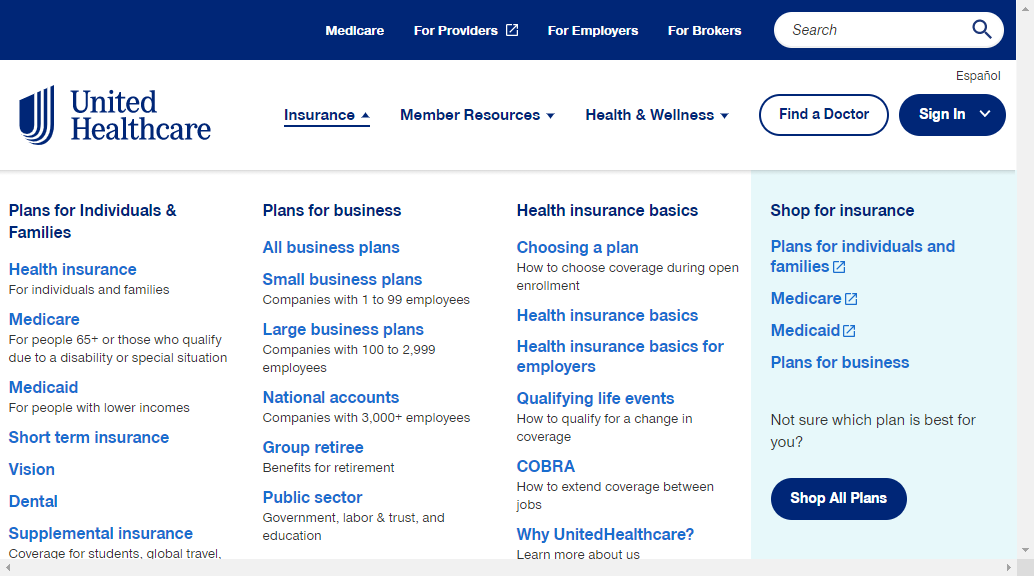 Medicare
For Providers
For Employers
For Brokers
Search
Español
United
Healthcare
Insurance
Member Resources
Health & Wellness
Find a Doctor
Sign In
Plans for Individuals &
Families
Health insurance
For individuals and families
Medicare
For people 65+ or those who qualify
due to a disability or special situation
Medicaid
For people with lower incomes
Short term insurance
Vision
Dental
Supplemental insurance
Coverage for students, global travel,
Plans for business
All business plans
Small business plans
Companies with 1 to 99 employees
Large business plans
Companies with 100 to 2,999
employees
National accounts
Companies with 3,000+ employees
Group retiree
Benefits for retirement
Public sector
Government, labor & trust, and
education
Health insurance basics
Choosing a plan
How to choose coverage during open
enrollment
Health insurance basics
Health insurance basics for
employers
Qualifying life events
How to qualify for a change in
coverage
COBRA
How to extend coverage between
jobs
Why UnitedHealthcare?
Learn more about us
Shop for insurance
Plans for individuals and
families
Medicare
Medicaid
Plans for business
Not sure which plan is best for
you?
Shop All Plans